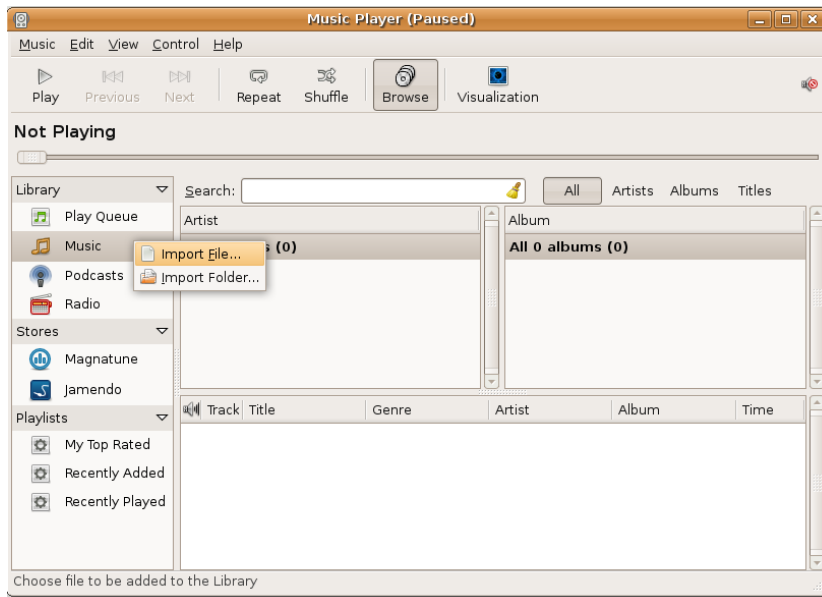 Music Player (Paused)
Music Edit View Control Help
Play Previous Next Repeat Shuffle Browse Visualization
Not Playing
Library
Search: All Artists Albums Titles
Play Queue
Artist Album
Music
Import File...
s (0)
All 0 albums (0)
Podcasts
Import Folder...
Radio
Stores
Magnatune
Jamendo
Playlists
Track Title Genre Artist Album Time
My Top Rated
Recently Added
Recently Played
Choose file to be added to the Library